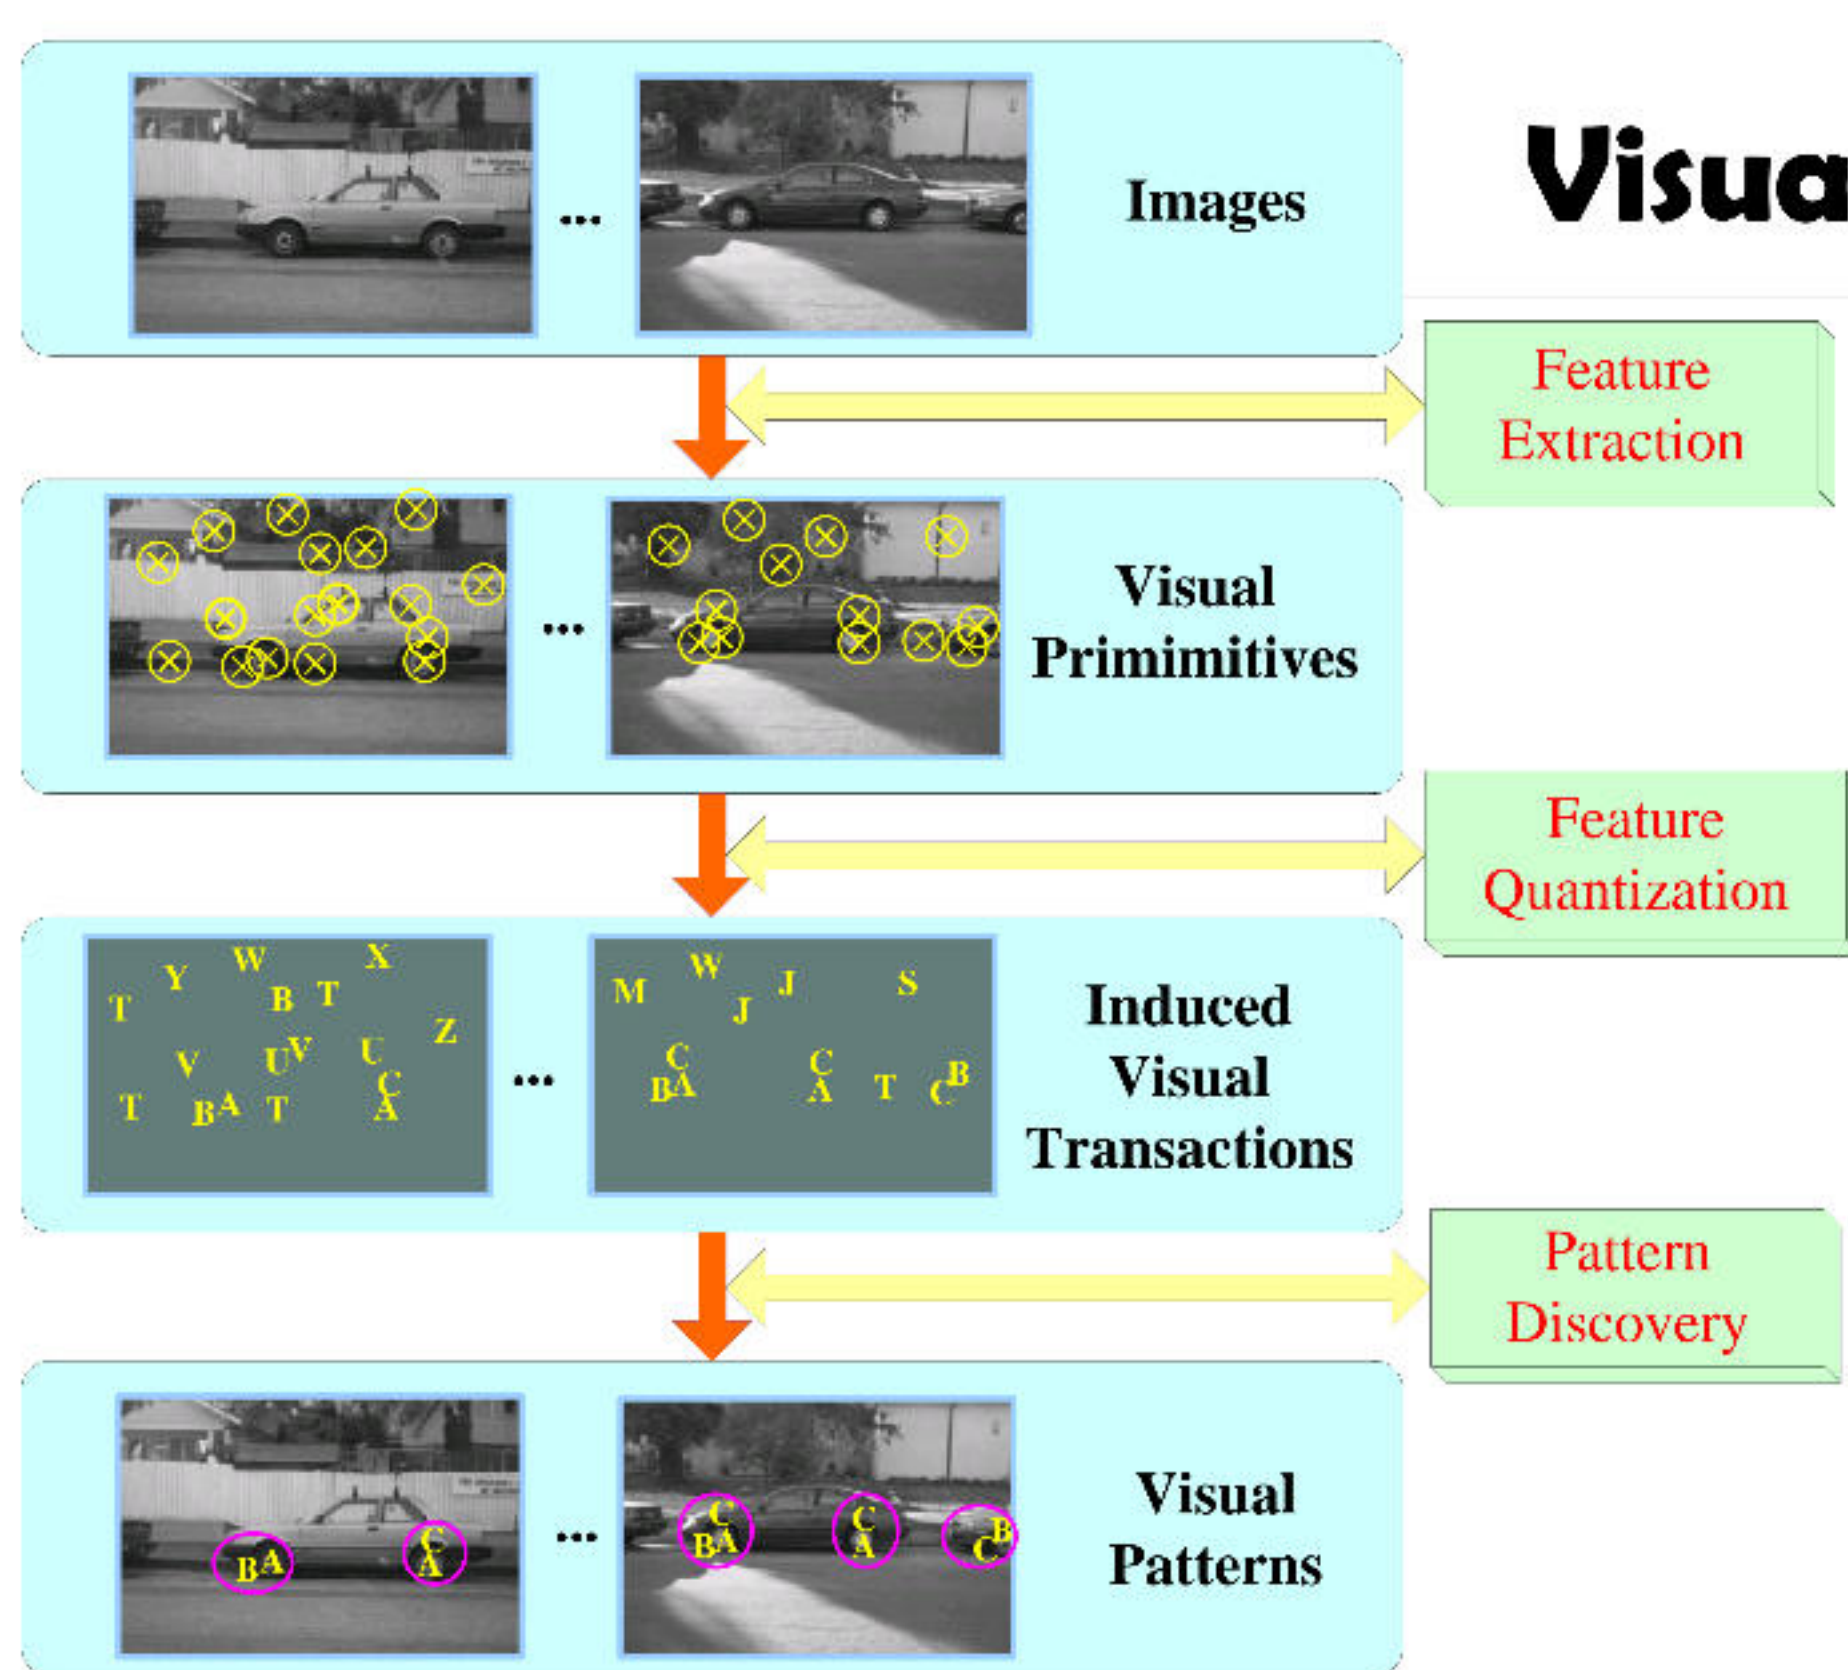 Images
Visua
Feature
Extraction
Visual
Primimitives
Feature
Quantization
Y W X
T B T
Z
V U V U
C
T B A T A
M W J S
J
C C
B A A T C B
Induced
Visual
Transactions
Pattern
Discovery
B A C
A
C C B
B A A C
Visual
Patterns